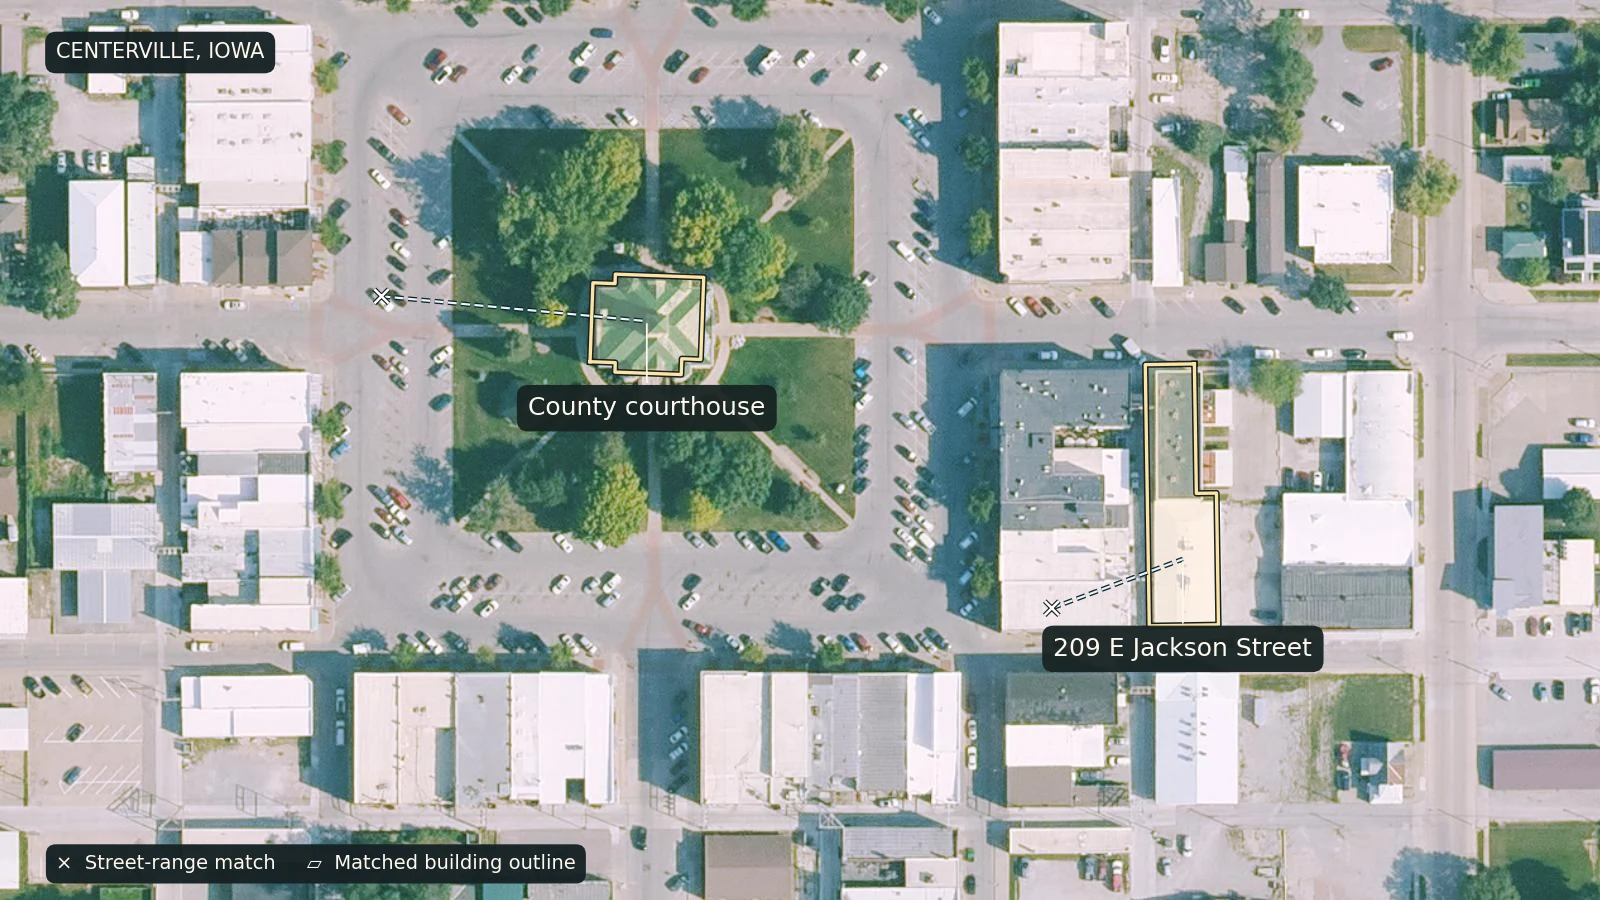 CENTERVILLE, IOWA
County courthouse
209 E Jackson Street
× Street-range match ▱ Matched building outline